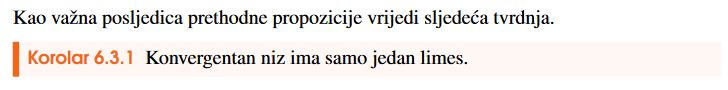 Kao važna posljedica prethodne propozicije vrijedi sljedeća tvrdnja.
Korolar 6.3.1 Konvergentan niz ima samo jedan limes.